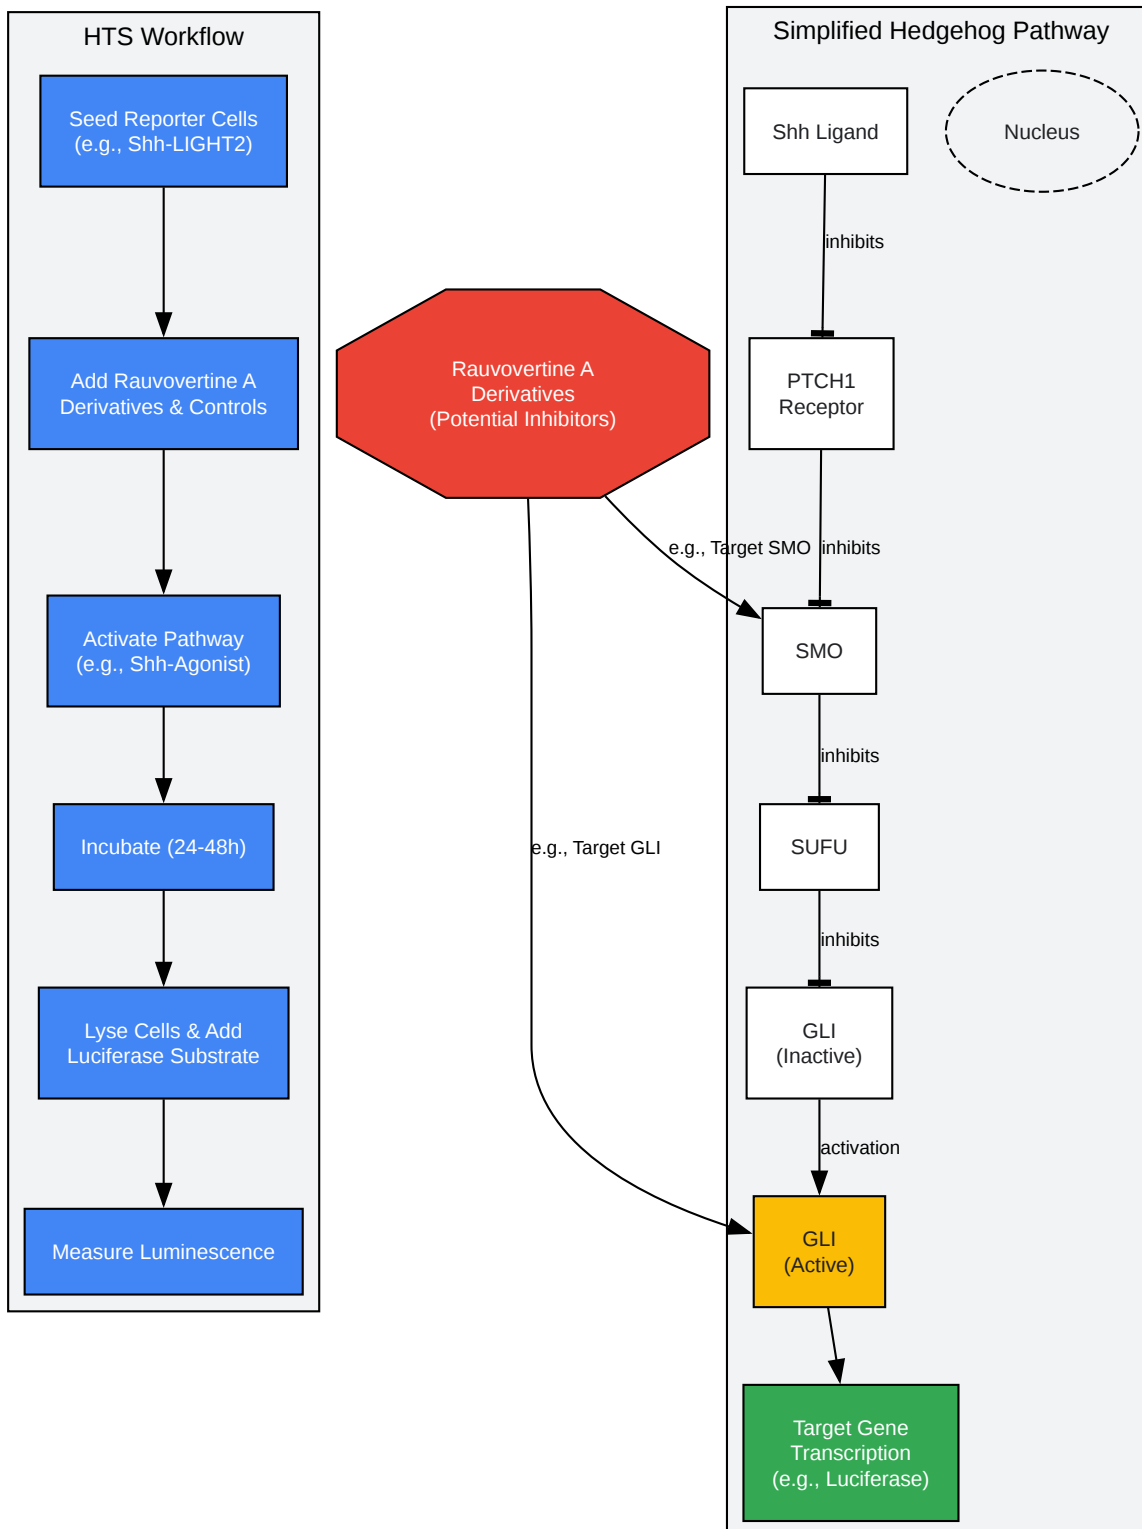 HTS Workflow
Seed Reporter Cells
(e.g., Shh-LIGHT2)
Add Rauvovertine A
Derivatives & Controls
Activate Pathway
(e.g., Shh-Agonist)
Incubate (24-48h)
Lyse Cells & Add
Luciferase Substrate
Measure Luminescence
Rauvovertine A
Derivatives
(Potential Inhibitors)
e.g., Target SMO
e.g., Target GLI
Simplified Hedgehog Pathway
Shh Ligand
Nucleus
inhibits
PTCH1
Receptor
inhibits
SMO
inhibits
SUFU
inhibits
GLI
(Inactive)
activation
GLI
(Active)
Target Gene
Transcription
(e.g., Luciferase)